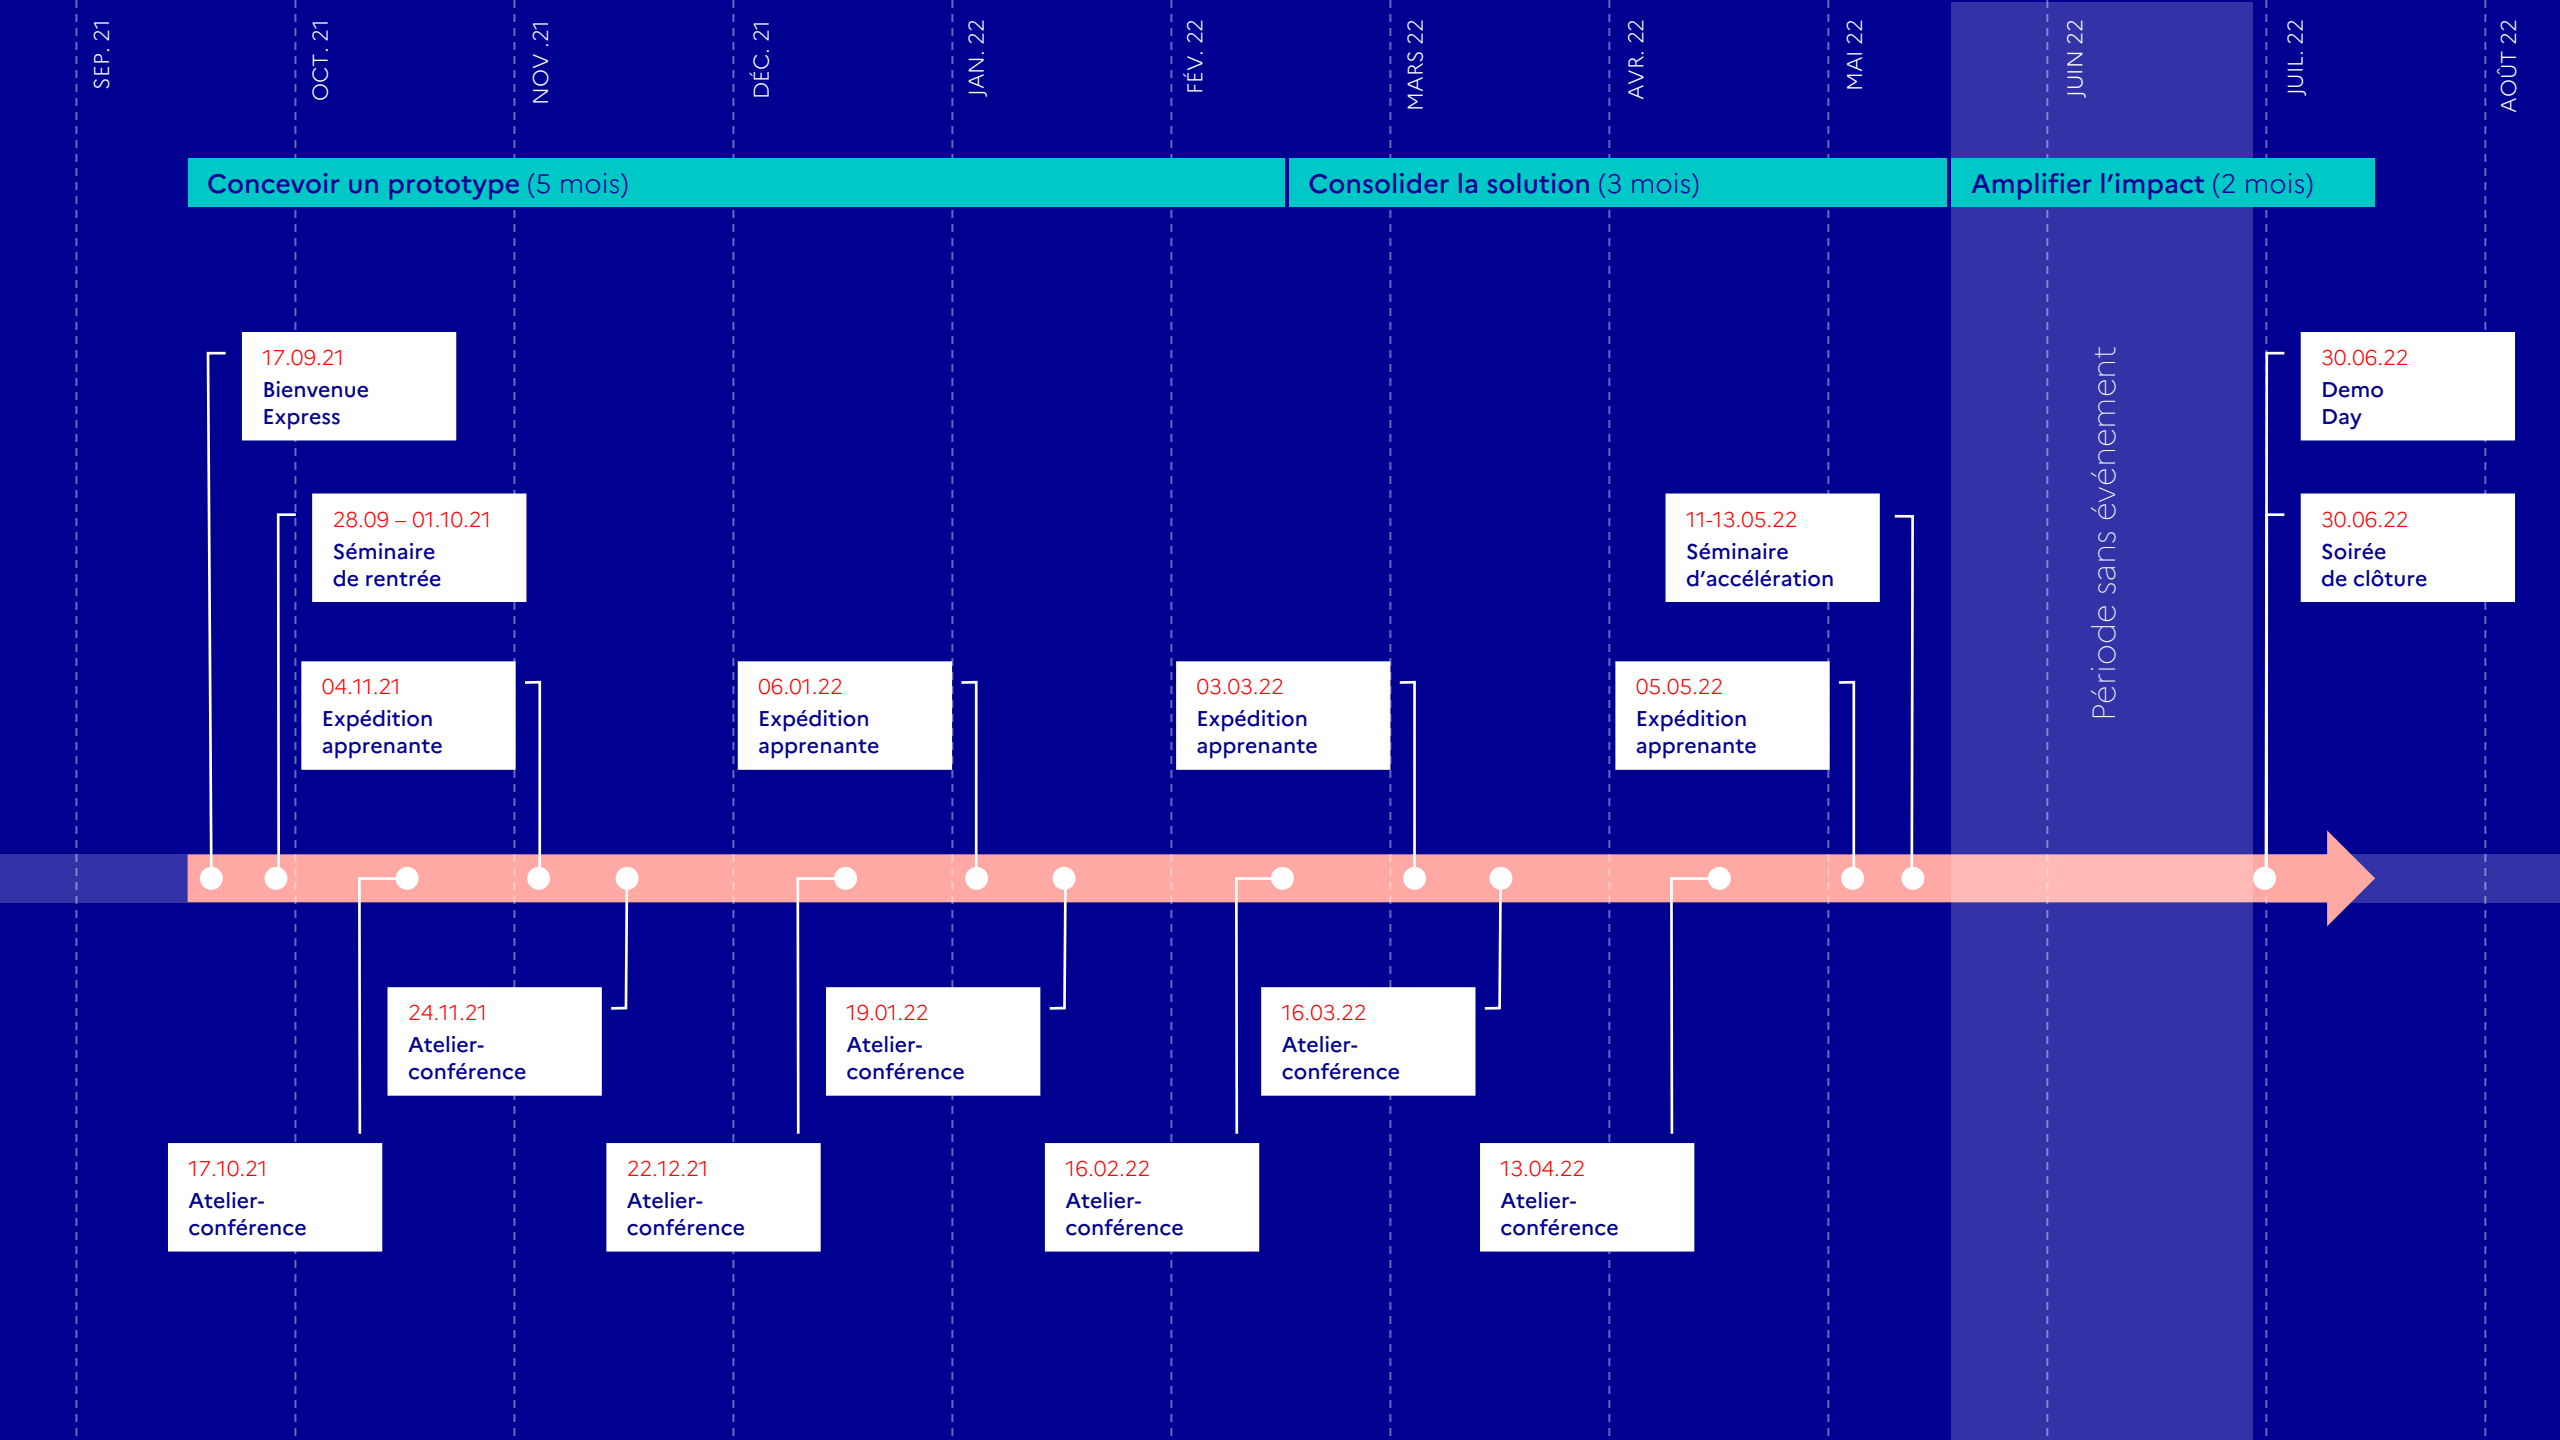 SEP. 21
OCT. 21
NOV .21
DÉC. 21
JAN. 22
FÉV. 22
MARS 22
AVR. 22
MAI 22
JUIN 22
JUIL. 22
AOÛT 22
Concevoir un prototype (5 mois)
Consolider la solution (3 mois)
Amplifier l’impact (2 mois)
17.09.21
Bienvenue
Express
30.06.22
Demo
Day
28.09 – 01.10.21
Séminaire
de rentrée
11-13.05.22
Séminaire
d’accélération
Période sans événement
30.06.22
Soirée
de clôture
04.11.21
Expédition
apprenante
06.01.22
Expédition
apprenante
03.03.22
Expédition
apprenante
05.05.22
Expédition
apprenante
24.11.21
Atelier-
conférence
19.01.22
Atelier-
conférence
16.03.22
Atelier-
conférence
17.10.21
Atelier-
conférence
22.12.21
Atelier-
conférence
16.02.22
Atelier-
conférence
13.04.22
Atelier-
conférence